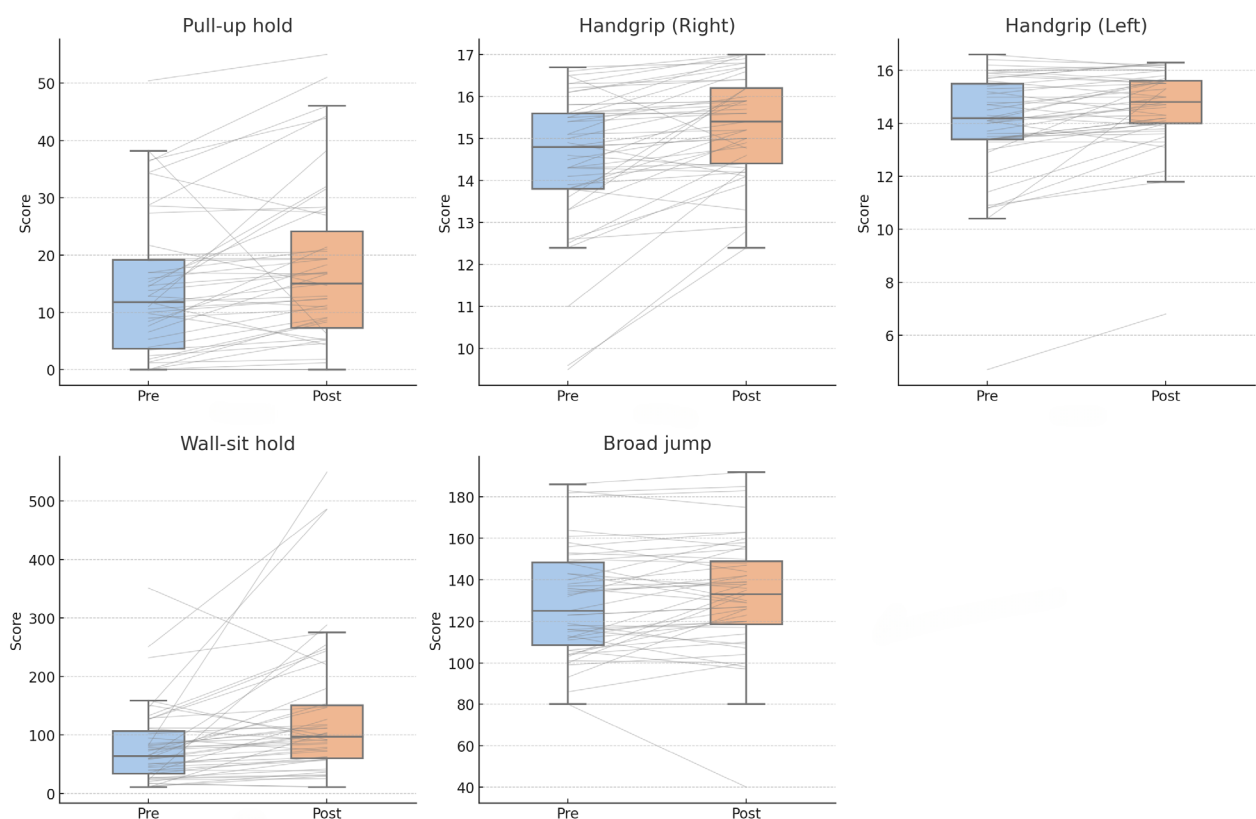 Pull-up hold
Score
50
40
30
20
10
0
Pre Post
Handgrip (Right)
Score
17
16
15
14
13
12
11
10
Pre Post
Handgrip (Left)
Score
16
14
12
10
8
6
Pre Post
Wall-sit hold
Score
500
400
300
200
100
0
Pre Post
Broad jump
Score
180
160
140
120
100
80
60
40
Pre Post